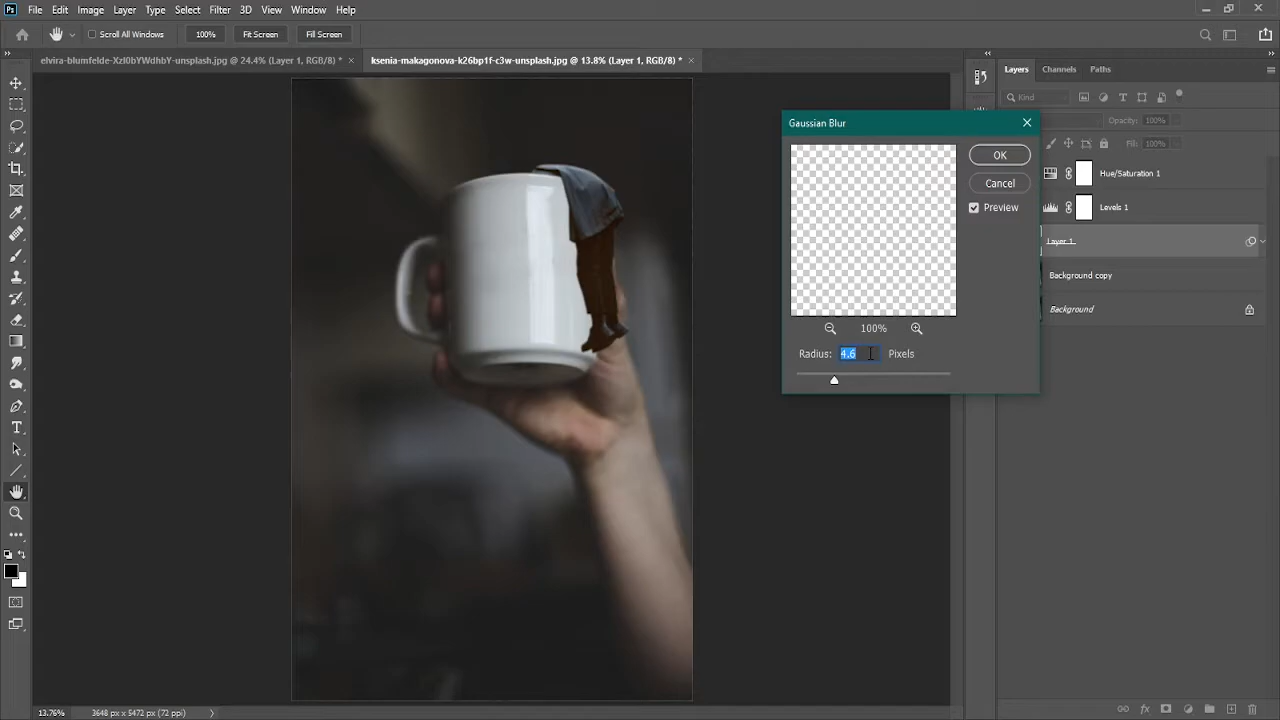 Ps File Edit Image Layer Type Select Filter 3D View Window Help
Scroll All Windows 100% Fit Screen Fill Screen
elvira-blumfelde-XzI0bYWdhbY-unsplash.jpg @ 24.4% (Layer 1, RGB/8) * ×
ksenia-makagonova-k26bp1f-c3w-unsplash.jpg @ 13.8% (Layer 1, RGB/8) * ×
Layers Channels Paths
Kind
Opacity: 100%
Fill: 100%
Hue/Saturation 1
Levels 1
Layer 1
Background copy
Background
Gaussian Blur
OK
Cancel
Preview
100%
Radius: 4.6 Pixels
13.76% 3648 px x 5472 px (72 ppi)
fx